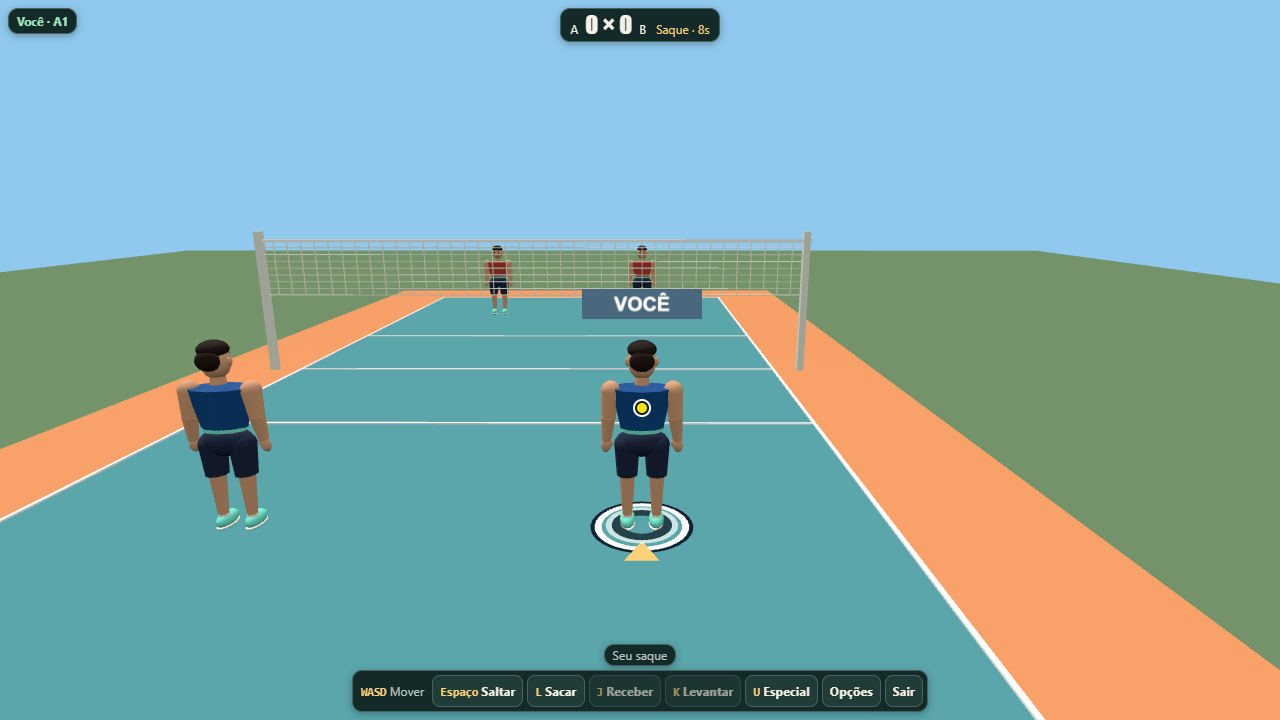 Você · A1
A 0 × 0 B Saque · 8s
VOCÊ
Seu saque
WASD Mover Espaço Saltar L Sacar J Receber K Levantar U Especial Opções Sair